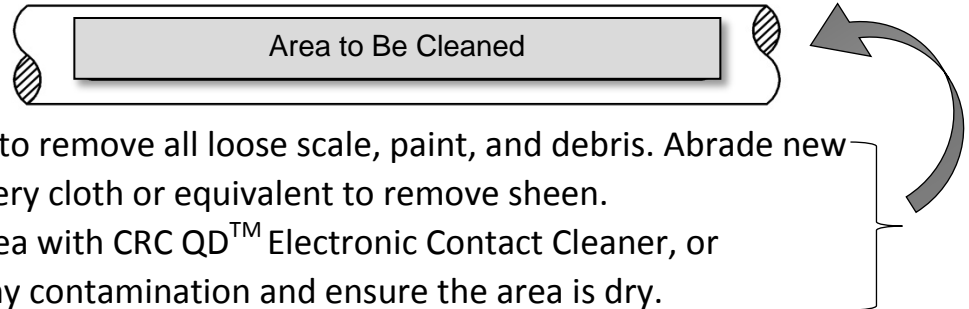 Area to Be Cleaned
to remove all loose scale, paint, and debris. Abrade new
ery cloth or equivalent to remove sheen.
ea with CRC QD™ Electronic Contact Cleaner, or
ny contamination and ensure the area is dry.